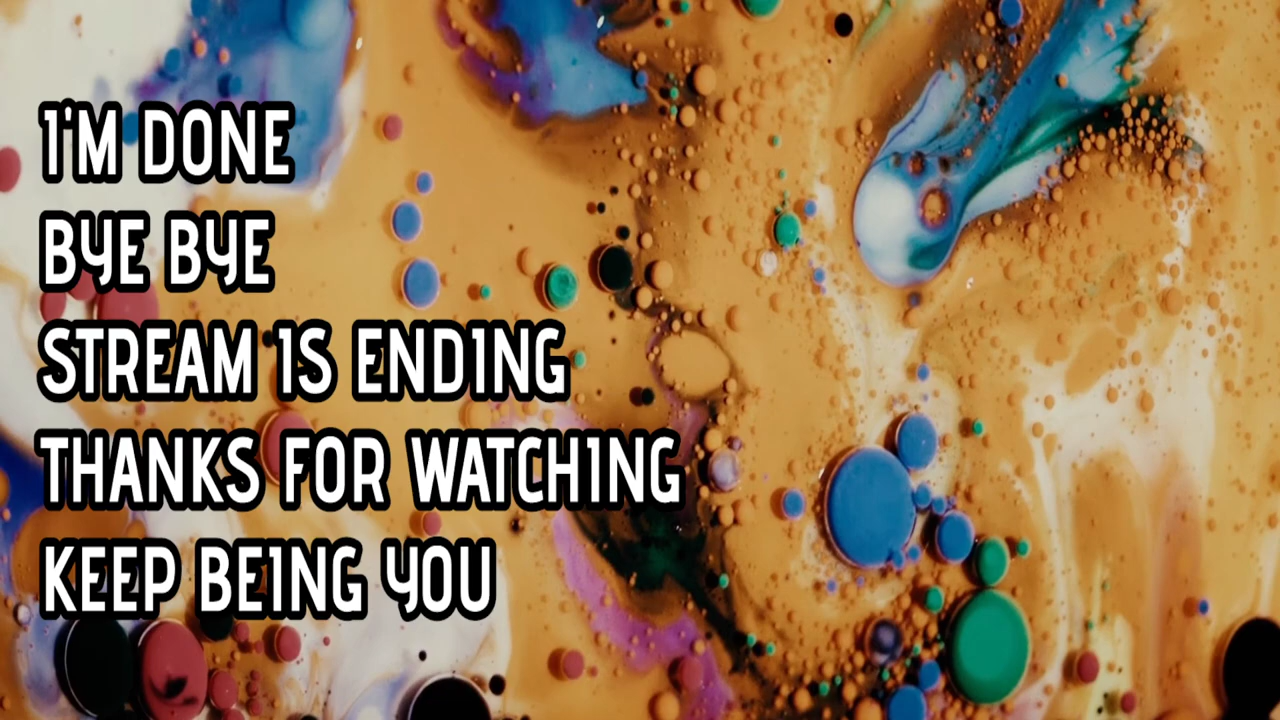 I'M DONE
BYE BYE
STREAM IS ENDING
THANKS FOR WATCHING
KEEP BEING YOU